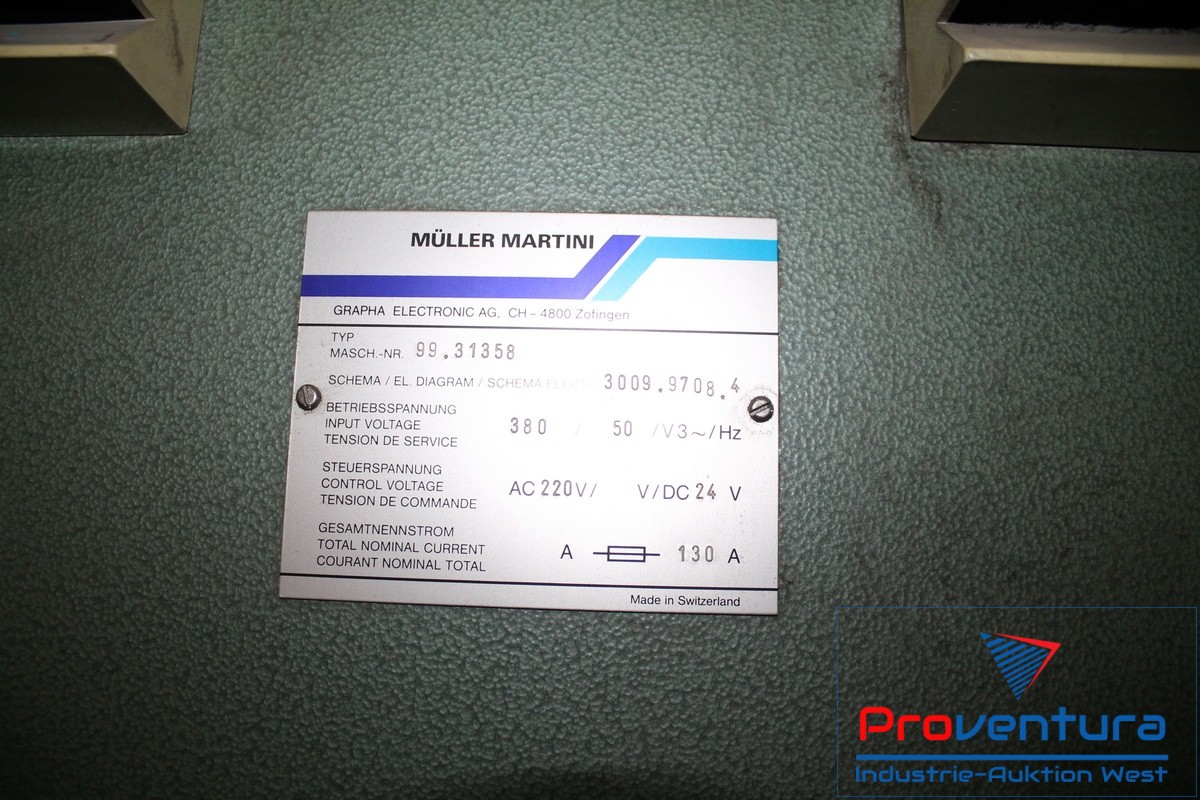 MÜLLER MARTINI
GRAPHA ELECTRONIC AG, CH – 4800 Zofingen
TYP
MASCH.-NR. 99.31358
SCHEMA / EL. DIAGRAM / SCHEMA ELECTR. 3009.9708.4
BETRIEBSSPANNUNG
INPUT VOLTAGE 380 / 50 /V3~/Hz
TENSION DE SERVICE
STEUERSPANNUNG
CONTROL VOLTAGE AC 220V/ V/DC 24 V
TENSION DE COMMANDE
GESAMTNENNSTROM
TOTAL NOMINAL CURRENT A 130 A
COURANT NOMINAL TOTAL
Made in Switzerland
Proventura
Industrie-Auktion West